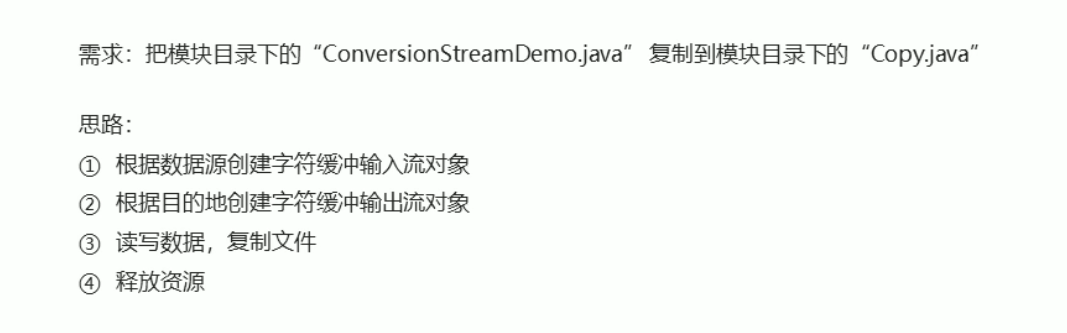 需求：把模块目录下的“ConversionStreamDemo.java” 复制到模块目录下的“Copy.java”
思路：
① 根据数据源创建字符缓冲输入流对象
② 根据目的地创建字符缓冲输出流对象
③ 读写数据，复制文件
④ 释放资源